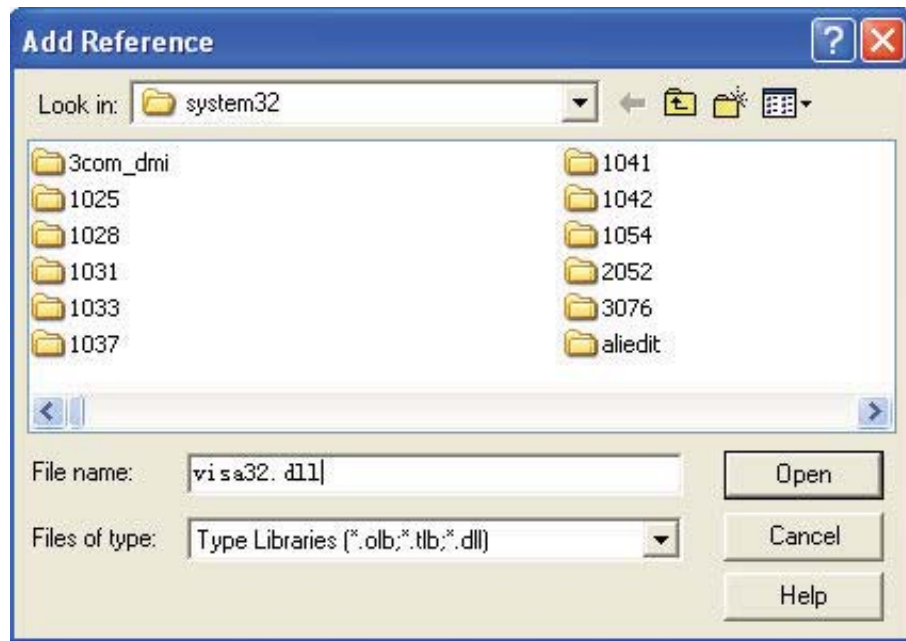 Add Reference
Look in: system32
3com_dmi
1025
1028
1031
1033
1037
1041
1042
1054
2052
3076
aliedit
File name: visa32.dll
Open
Files of type: Type Libraries (*.olb;*.tlb;*.dll)
Cancel
Help